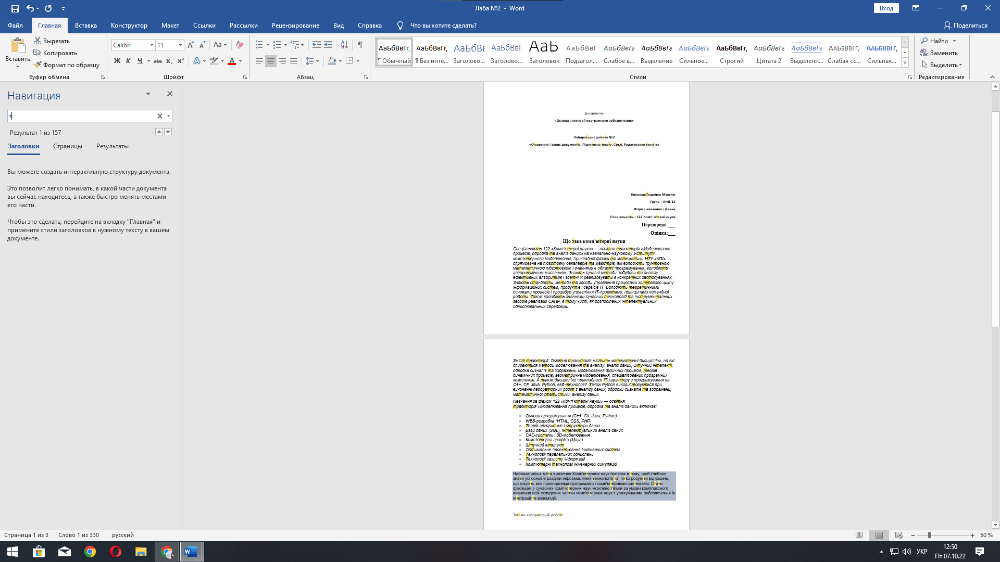 Лаба №2 - Word
Вход
Файл Главная Вставка Конструктор Макет Ссылки Рассылки Рецензирование Вид Справка Что вы хотите сделать? Поделиться
Вставить
Вырезать
Копировать
Формат по образцу
Буфер обмена
Calibri 11
Ж К Ч abc x₂ x²
Шрифт
Абзац
АаБбВвГг, АаБбВвГг, АаБбВв АаБбВвГ АаЬ АаБбВвГ АаБбВвГг АаБбВвГг АаБбВвГг АаБбВвГг, АаБбВвГг АаБбВвГг ААБбВвГг, ААБбВвГг,
¶ Обычный ¶ Без инте... Заголово... Заголово... Заголовок Подзагол... Слабое в... Выделение Сильное... Строгий Цитата 2 Выделенн... Слабая сс... Сильная...
Стили
Найти
Заменить
Выделить
Редактирование
Навигация
т
Результат 1 из 157
Заголовки Страницы Результаты
Вы можете создать интерактивную структуру документа.
Это позволит легко понимать, в какой части документа
вы сейчас находитесь, а также быстро менять местами
его части.
Чтобы это сделать, перейдите на вкладку "Главная" и
примените стили заголовков к нужному тексту в вашем
документе.
Дисципліна
«Основи інженерії програмного забезпечення»
Лабораторна робота №2
«Створення і запис документів. Підготовка тексту. Стилі. Редагування текстів»
Виконав:Тищенко Максим
Група – КНД-13
Форма навчання - Денна
Спеціальність – 122 Комп'ютерні науки
Перевірено:___
Оцінка:___
Що таке комп'ютерні науки
Спеціальність 122 «Комп'ютерні науки» — освітня траєкторія «Моделювання
процесів, обробка та аналіз даних» на навчально-науковому інституті
комп'ютерного моделювання, прикладної фізики та математики НТУ «ХПІ»,
спрямована на підготовку бакалаврів та магістрів, які володіють ґрунтовною
математичною підготовкою і знаннями в області програмування, володіють
алгоритмічним мисленням. Знають сучасні методи побудови та аналізу
ефективних алгоритмів і здатні їх реалізовувати в конкретних застосуваннях.
Знають стандарти, методи та засоби управління процесами життєвого циклу
інформаційних систем, продуктів і сервісів ІТ. Володіють теоретичними
основами процесів і процедур управління ІТ-проектами, принципами командної
роботи. Також володіють знаннями сучасних технологій та інструментальних
засобів реалізації САПР, в тому числі, як розподілених інтелектуальних
обчислювальних середовищ.
Зміст траєкторії: Освітня траєкторія містить математичні дисципліни, на які
спираються методи моделювання та аналізу: аналіз даних, штучний інтелект,
обробка сигналів та зображень, моделювання фізичних процесів, теорія
динамічних процесів, геометричне моделювання, спеціалізованих програмних
комплексів. А також дисципліни прикладного ІТ-характеру з програмування на
C++, C#, Java, Python, веб-технології. Також Python використовується при
виконанні лабораторних робіт з аналізу даних, обробки сигналів та зображень,
математичної статистики, аналізу даних.
Навчання за фахом 122 «Комп'ютерні науки» — освітня
траєкторія «Моделювання процесів, обробка та аналіз даних» включає:
• Основи програмування (C++, C#, Java, Python)
• WEB-розробка (HTML, CSS, PHP)
• Теорія алгоритмів і структури даних
• Бази даних (SQL), Інтелектуальний аналіз даних
• CAD-системи і 3D-моделювання
• Комп'ютерна графіка (Maya)
• Штучний інтелект
• Оптимальне проектування інженерних систем
• Технології паралельних обчислень
• Технології захисту інформації
• Комп'ютерні технології інженерних симуляцій
Найважливіша мета вивчення Комп'ютерних наук полягає в тому, щоб глибоко
знати усі основні розділи інформаційних технологій та чітко розуміти відносини,
що існують між прикладними програмами і комп'ютерними системами. Стати
фахівцем з сучасних Комп'ютерних наук можливо тільки за умови комплексного
вивчення всіх складових частин комп'ютерних наук з урахуванням забезпечення їх
інтеграції та взаємодії.
Звіт по лабораторній роботі:
Страница 1 из 3 Слово 1 из 330 русский
50 %
УКР
12:50
Пт 07.10.22